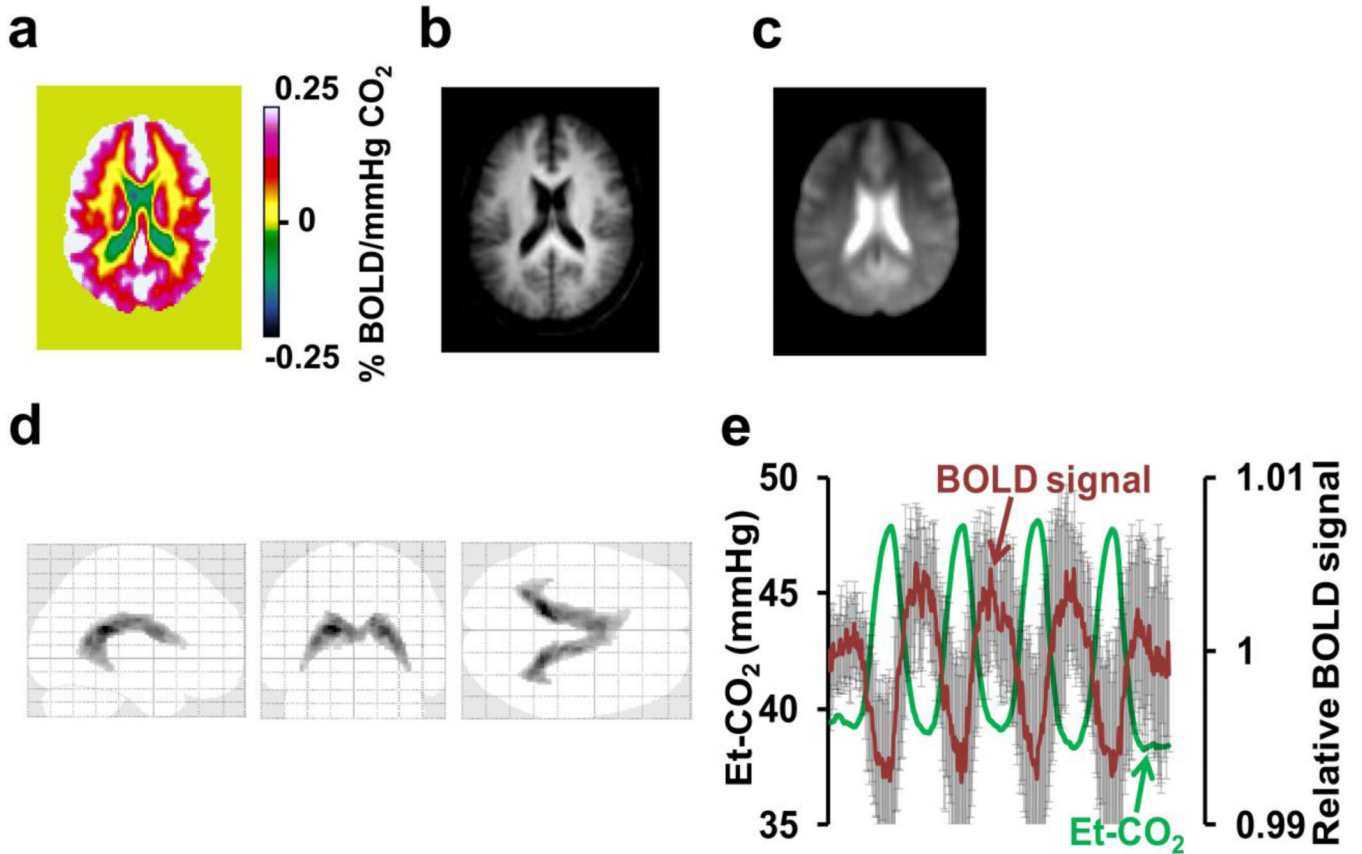 a
b
c
0.25
0
-0.25
% BOLD/mmHg CO₂
d
e
50
45
40
35
Et-CO₂ (mmHg)
BOLD signal
Et-CO₂
1.01
1
0.99
Relative BOLD signal